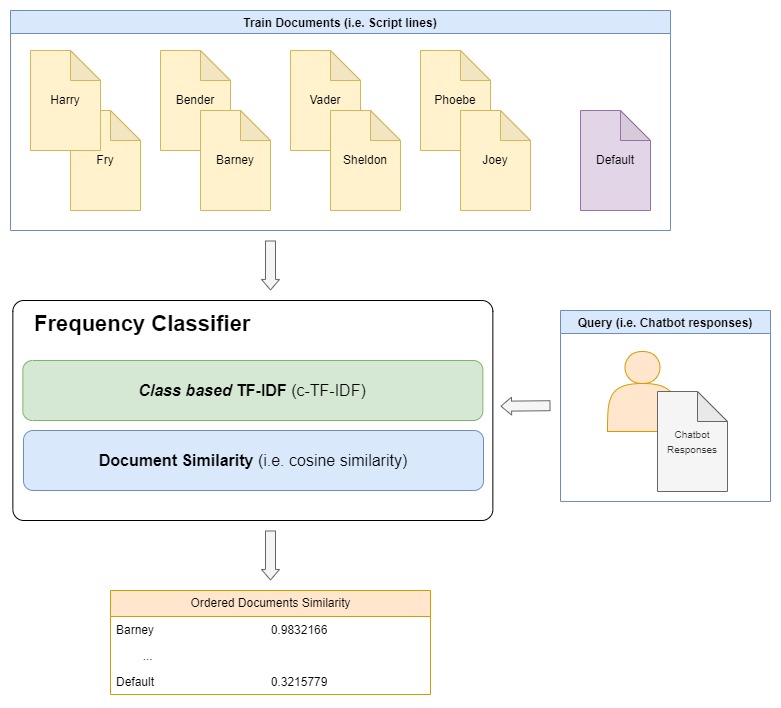 Train Documents (i.e. Script lines)
Harry
Bender
Vader
Phoebe
Fry
Barney
Sheldon
Joey
Default
Frequency Classifier
Class based TF-IDF (c-TF-IDF)
Document Similarity (i.e. cosine similarity)
Query (i.e. Chatbot responses)
Chatbot
Responses
Ordered Documents Similarity
Barney 0.9832166
...
Default 0.3215779